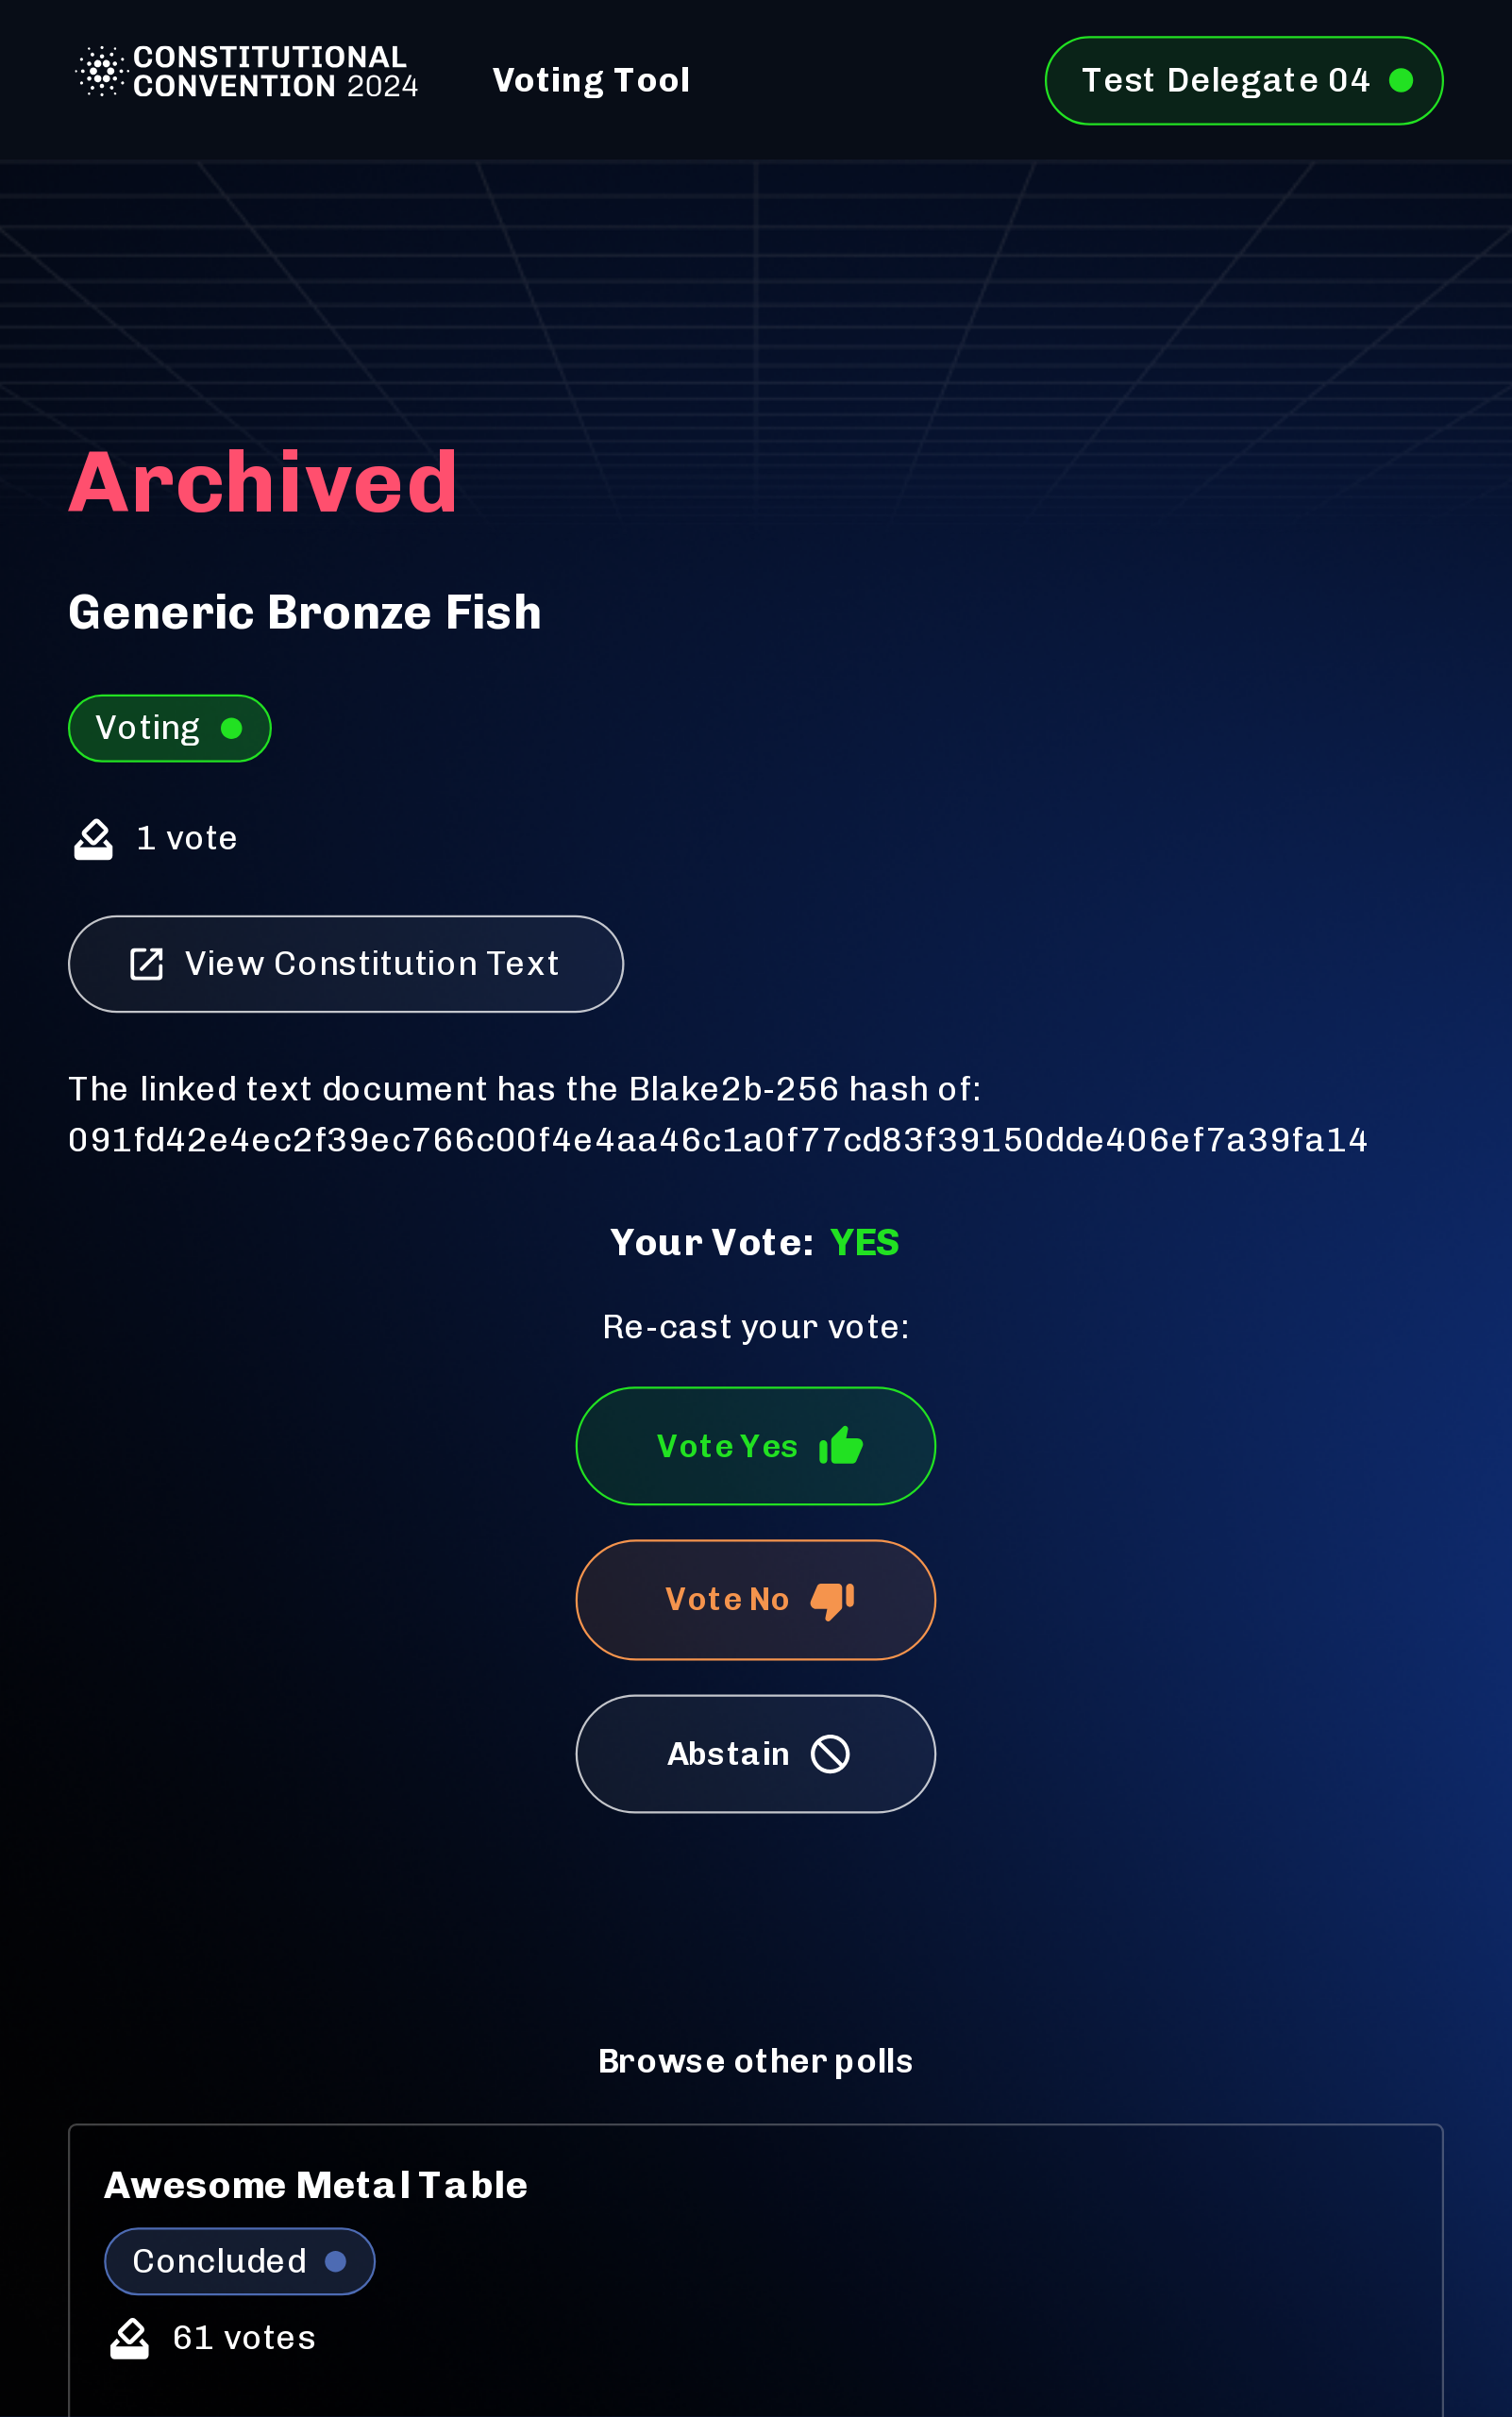 CONSTITUTIONAL
CONVENTION 2024
Voting Tool
Test Delegate 04
Archived
Generic Bronze Fish
Voting
1 vote
View Constitution Text
The linked text document has the Blake2b-256 hash of:
091fd42e4ec2f39ec766c00f4e4aa46c1a0f77cd83f39150dde406ef7a39fa14
Your Vote: YES
Re-cast your vote:
Vote Yes
Vote No
Abstain
Browse other polls
Awesome Metal Table
Concluded
61 votes